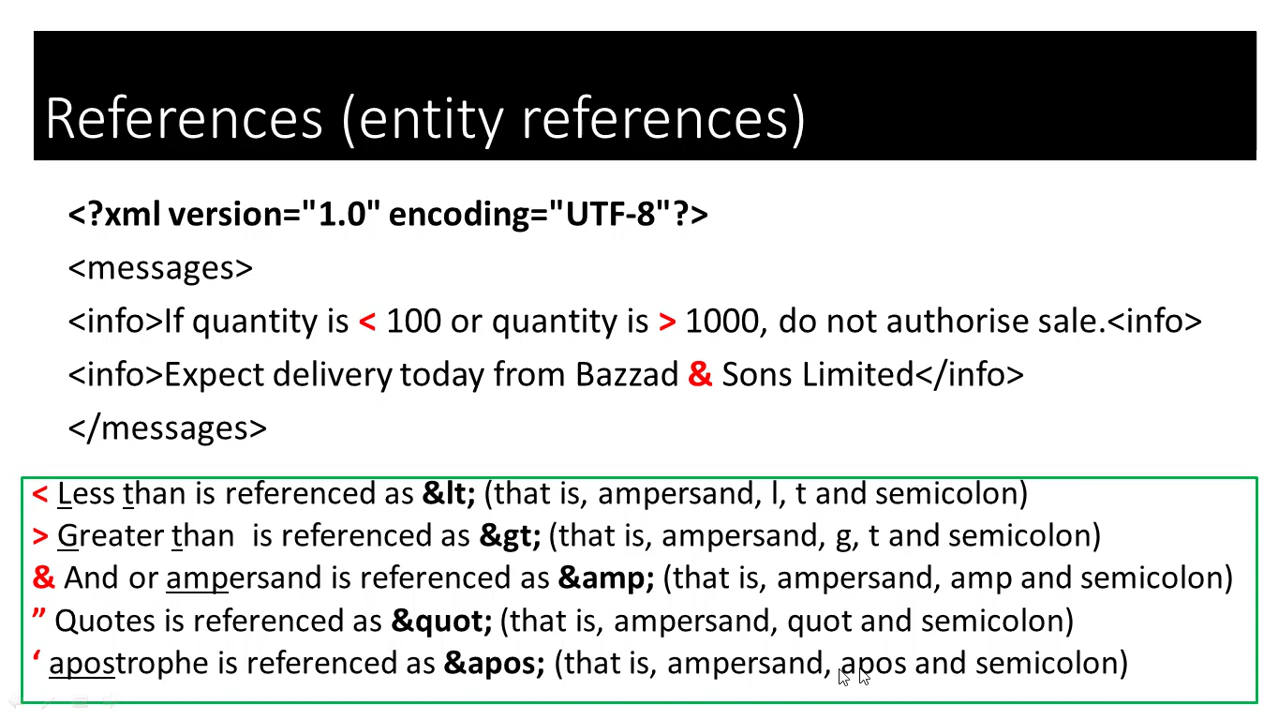 References (entity references)
<?xml version="1.0" encoding="UTF-8"?>
<messages>
<info>If quantity is < 100 or quantity is > 1000, do not authorise sale.<info>
<info>Expect delivery today from Bazzad & Sons Limited</info>
</messages>
< Less than is referenced as &lt; (that is, ampersand, l, t and semicolon)
> Greater than  is referenced as &gt; (that is, ampersand, g, t and semicolon)
& And or ampersand is referenced as &amp; (that is, ampersand, amp and semicolon)
” Quotes is referenced as &quot; (that is, ampersand, quot and semicolon)
‘ apostrophe is referenced as &apos; (that is, ampersand, apos and semicolon)